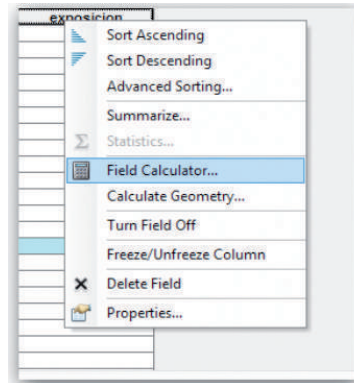 exposicion
Sort Ascending
Sort Descending
Advanced Sorting...
Summarize...
Σ Statistics...
Field Calculator...
Calculate Geometry...
Turn Field Off
Freeze/Unfreeze Column
Delete Field
Properties...